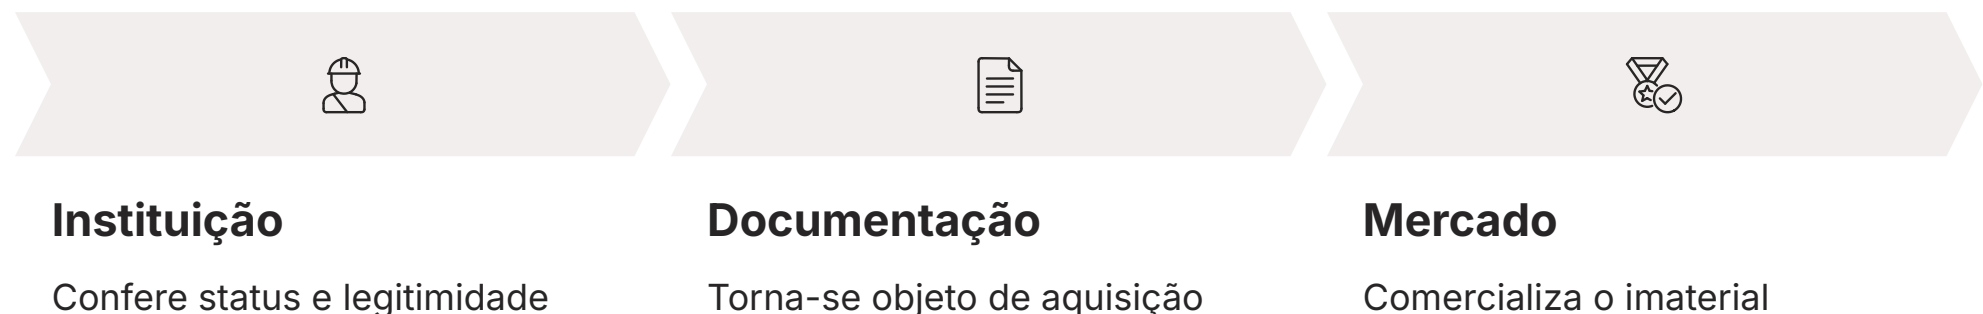 Instituição
Documentação
Mercado
Confere status e legitimidade
Torna-se objeto de aquisição
Comercializa o imaterial